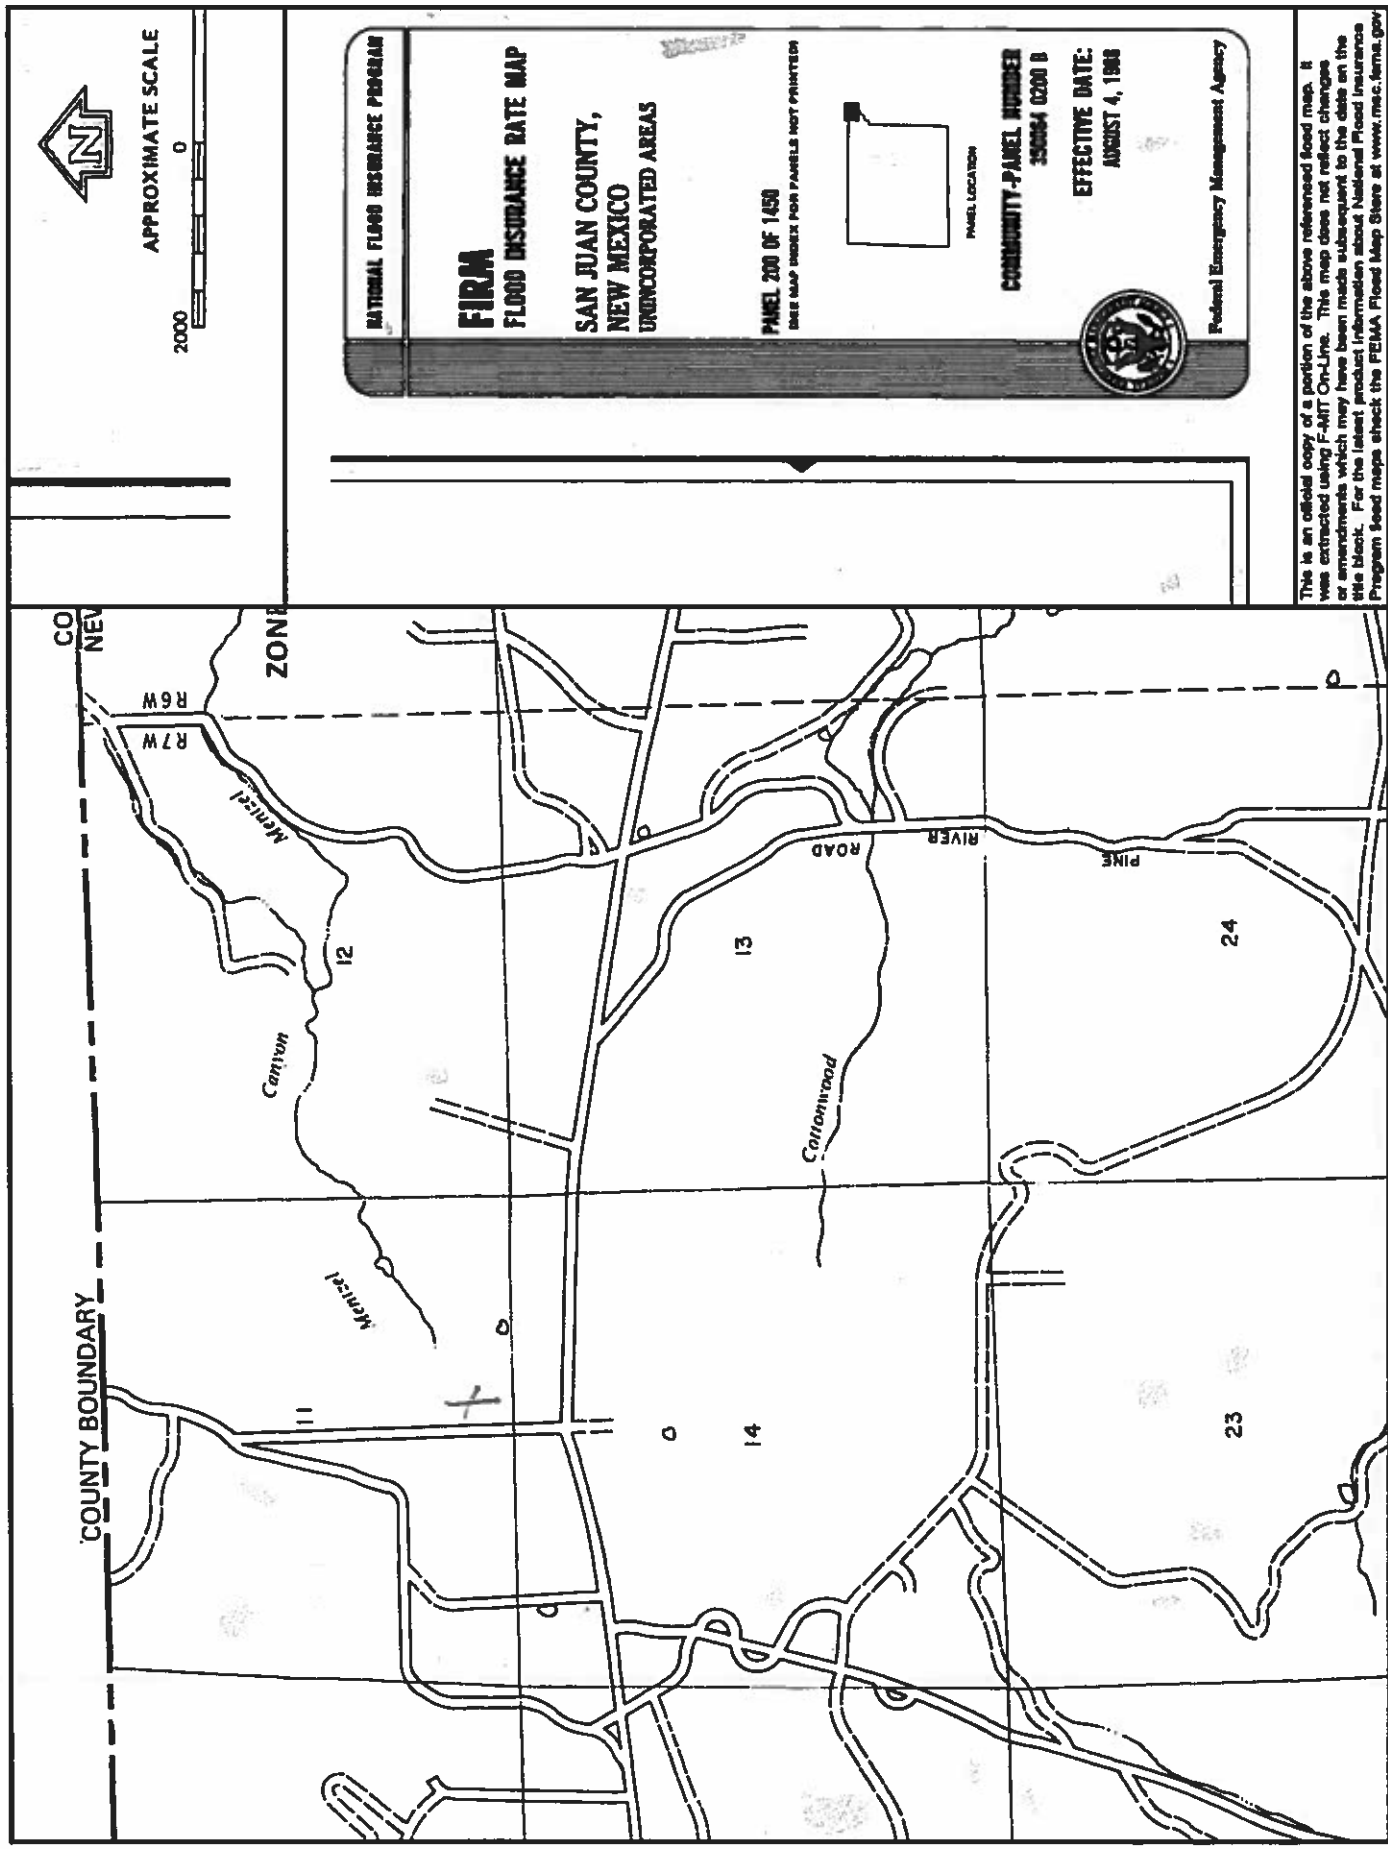 APPROXIMATE SCALE
2000 0
N
NATIONAL FLOOD INSURANCE PROGRAM
FIRM
FLOOD INSURANCE RATE MAP
SAN JUAN COUNTY,
NEW MEXICO
UNINCORPORATED AREAS
PANEL 200 OF 1450
(SEE MAP INDEX FOR PANELS NOT PRINTED)
PANEL LOCATION
COMMUNITY-PANEL NUMBER
350064 0200 B
EFFECTIVE DATE:
AUGUST 4, 1988
Federal Emergency Management Agency
This is an official copy of a portion of the above referenced flood map. It
was extracted using F-MIT On-Line. This map does not reflect changes
or amendments which may have been made subsequent to the date on the
title block. For the latest product information about National Flood Insurance
Program flood maps check the FEMA Flood Map Store at www.msc.fema.gov
COUNTY BOUNDARY
CO
NEW
ZONE
R7W
R6W
Menizel
Canyon
Menizel
11
12
13
14
Cottonwood
PINE
RIVER
ROAD
23
24